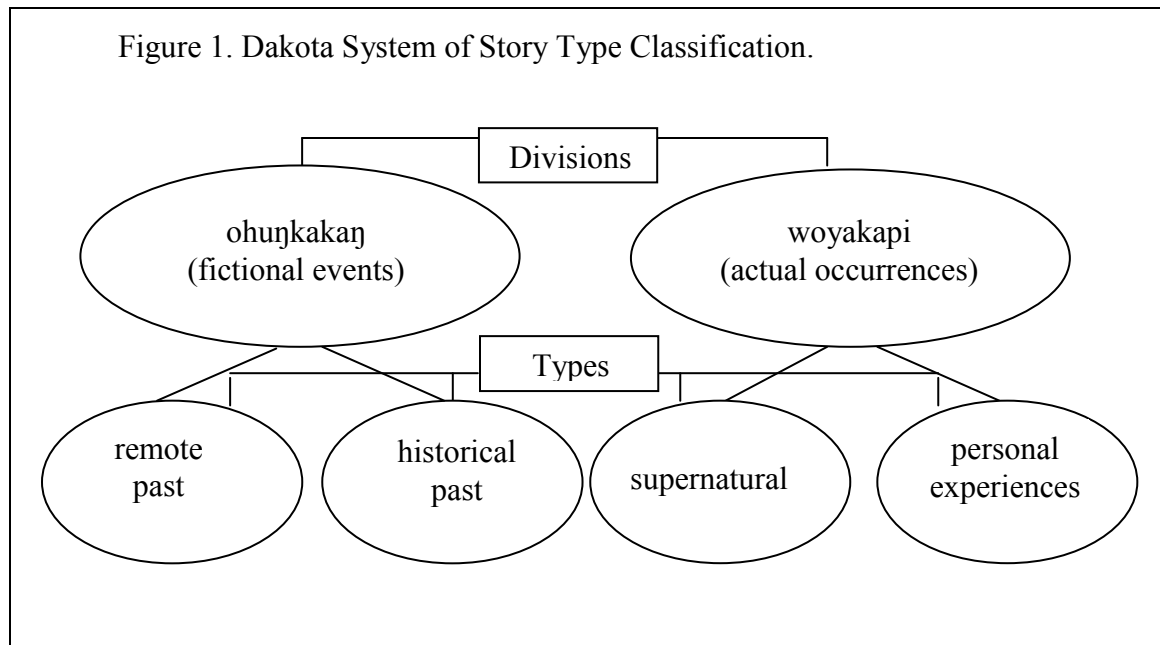 Figure 1. Dakota System of Story Type Classification.
Divisions
ohuŋkakaŋ
(fictional events)
woyakapi
(actual occurrences)
Types
remote
past
historical
past
supernatural
personal
experiences